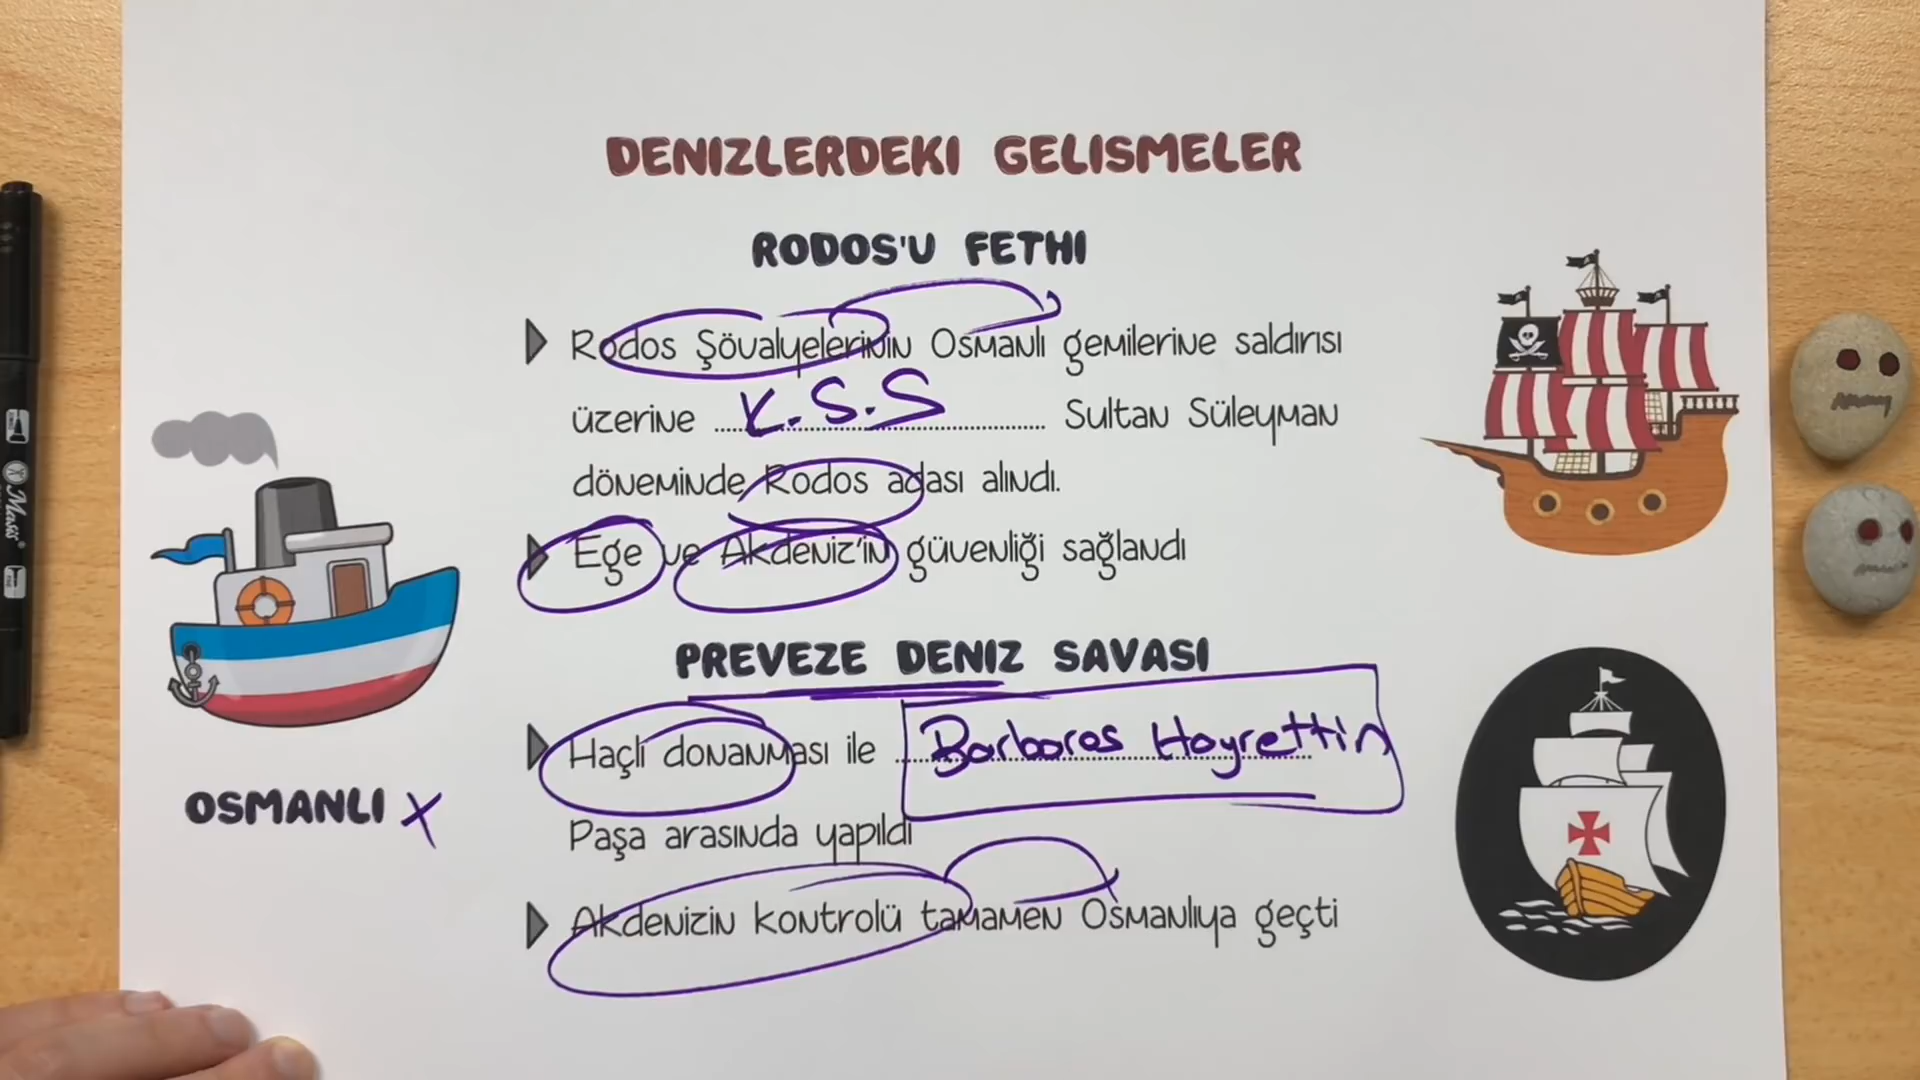 DENIZLERDEKI GELISMELER
RODOS'U FETHI
Rodos Şövalyelerinin Osmanlı gemilerine saldırısı
üzerine K.S.S Sultan Süleyman
döneminde Rodos adası alındı.
Ege ve Akdeniz'in güvenliği sağlandı
PREVEZE DENIZ SAVASI
Haçlı donanması ile Barbaros Hayrettin
Paşa arasında yapıldı
Akdenizin kontrolü tamamen Osmanlıya geçti
OSMANLI X